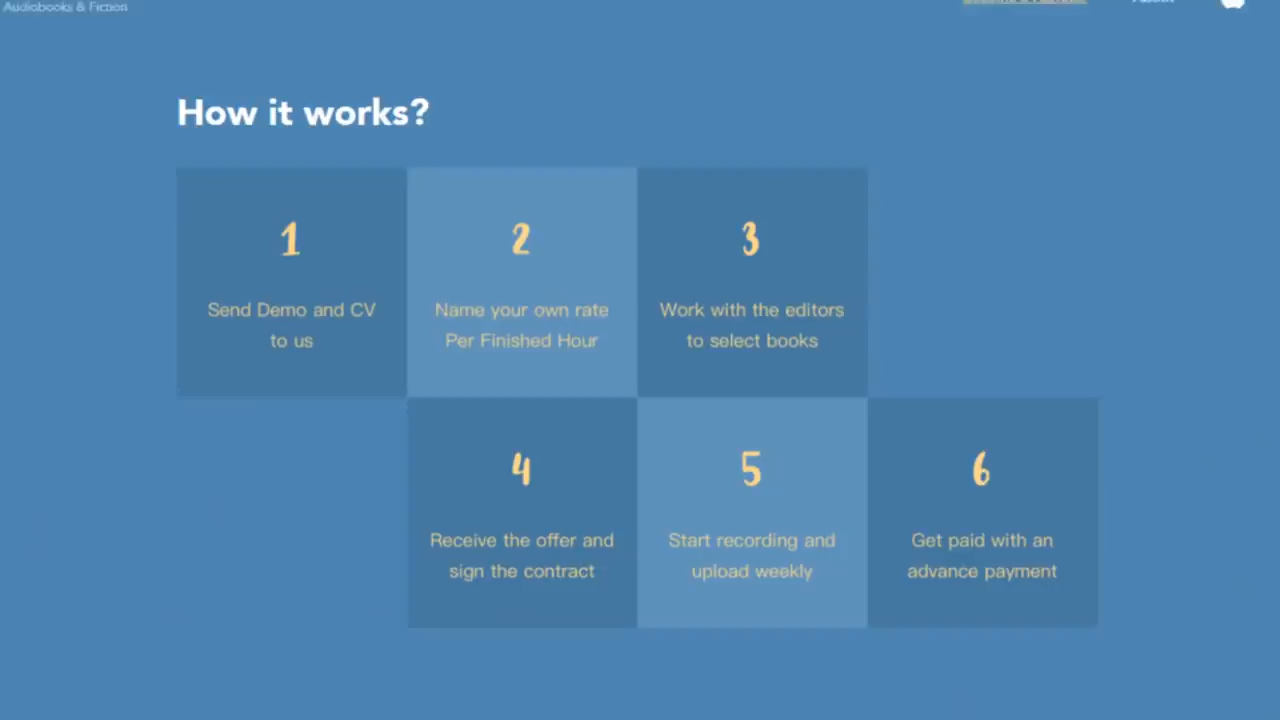 Audiobooks & Fiction
How it works?
1
Send Demo and CV
to us
2
Name your own rate
Per Finished Hour
3
Work with the editors
to select books
4
Receive the offer and
sign the contract
5
Start recording and
upload weekly
6
Get paid with an
advance payment